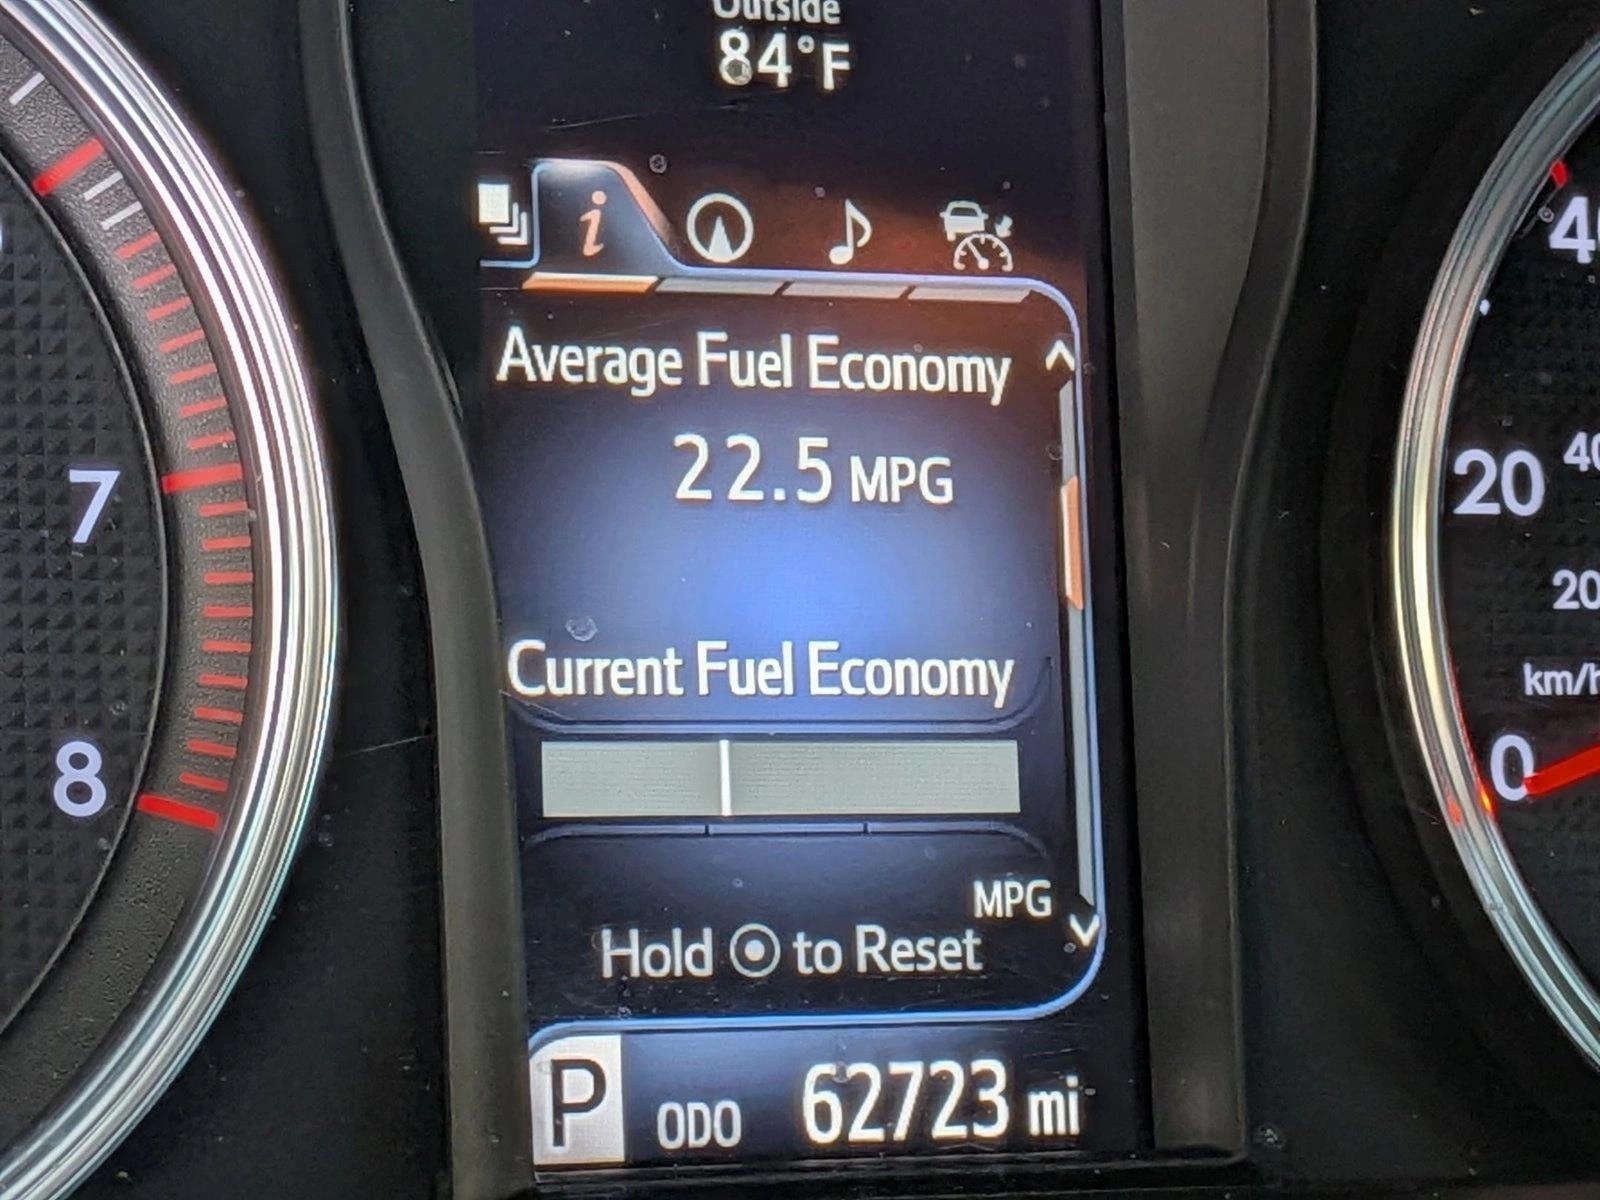 Outside
84°F
i
Average Fuel Economy
22.5 MPG
Current Fuel Economy
MPG
Hold to Reset
P ODO 62723 mi
7
8
20
20
km/h
0